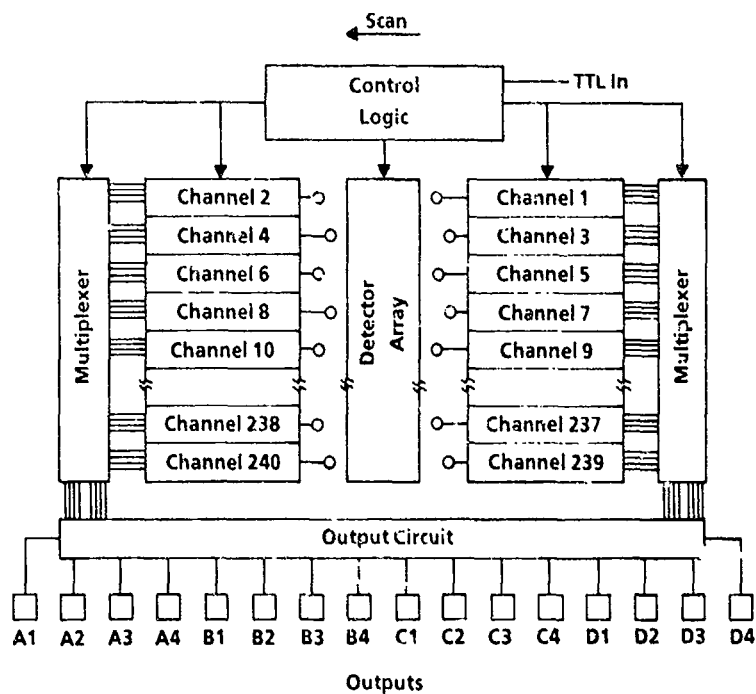 Scan
Control
Logic
TTL In
Multiplexer
Channel 2
Channel 4
Channel 6
Channel 8
Channel 10
Channel 238
Channel 240
Detector
Array
Channel 1
Channel 3
Channel 5
Channel 7
Channel 9
Channel 237
Channel 239
Multiplexer
Output Circuit
A1 A2 A3 A4 B1 B2 B3 B4 C1 C2 C3 C4 D1 D2 D3 D4
Outputs